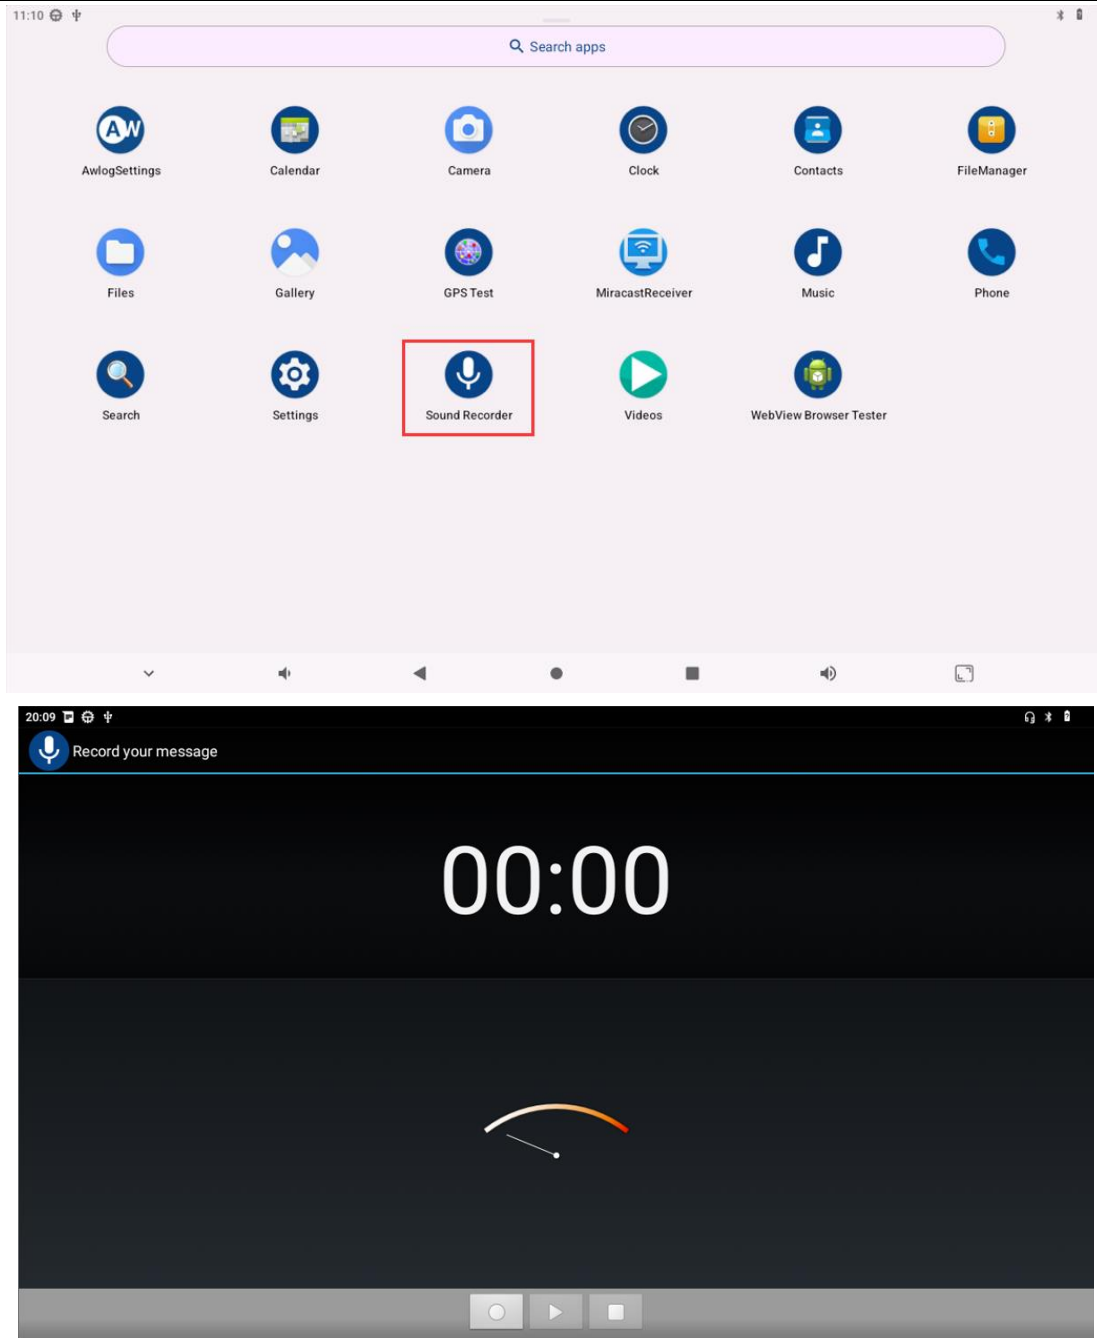 11:10
Search apps
AW
AwlogSettings
Calendar
Camera
Clock
Contacts
FileManager
Files
Gallery
GPS Test
MiracastReceiver
Music
Phone
Search
Settings
Sound Recorder
Videos
WebView Browser Tester
20:09
Record your message
00:00